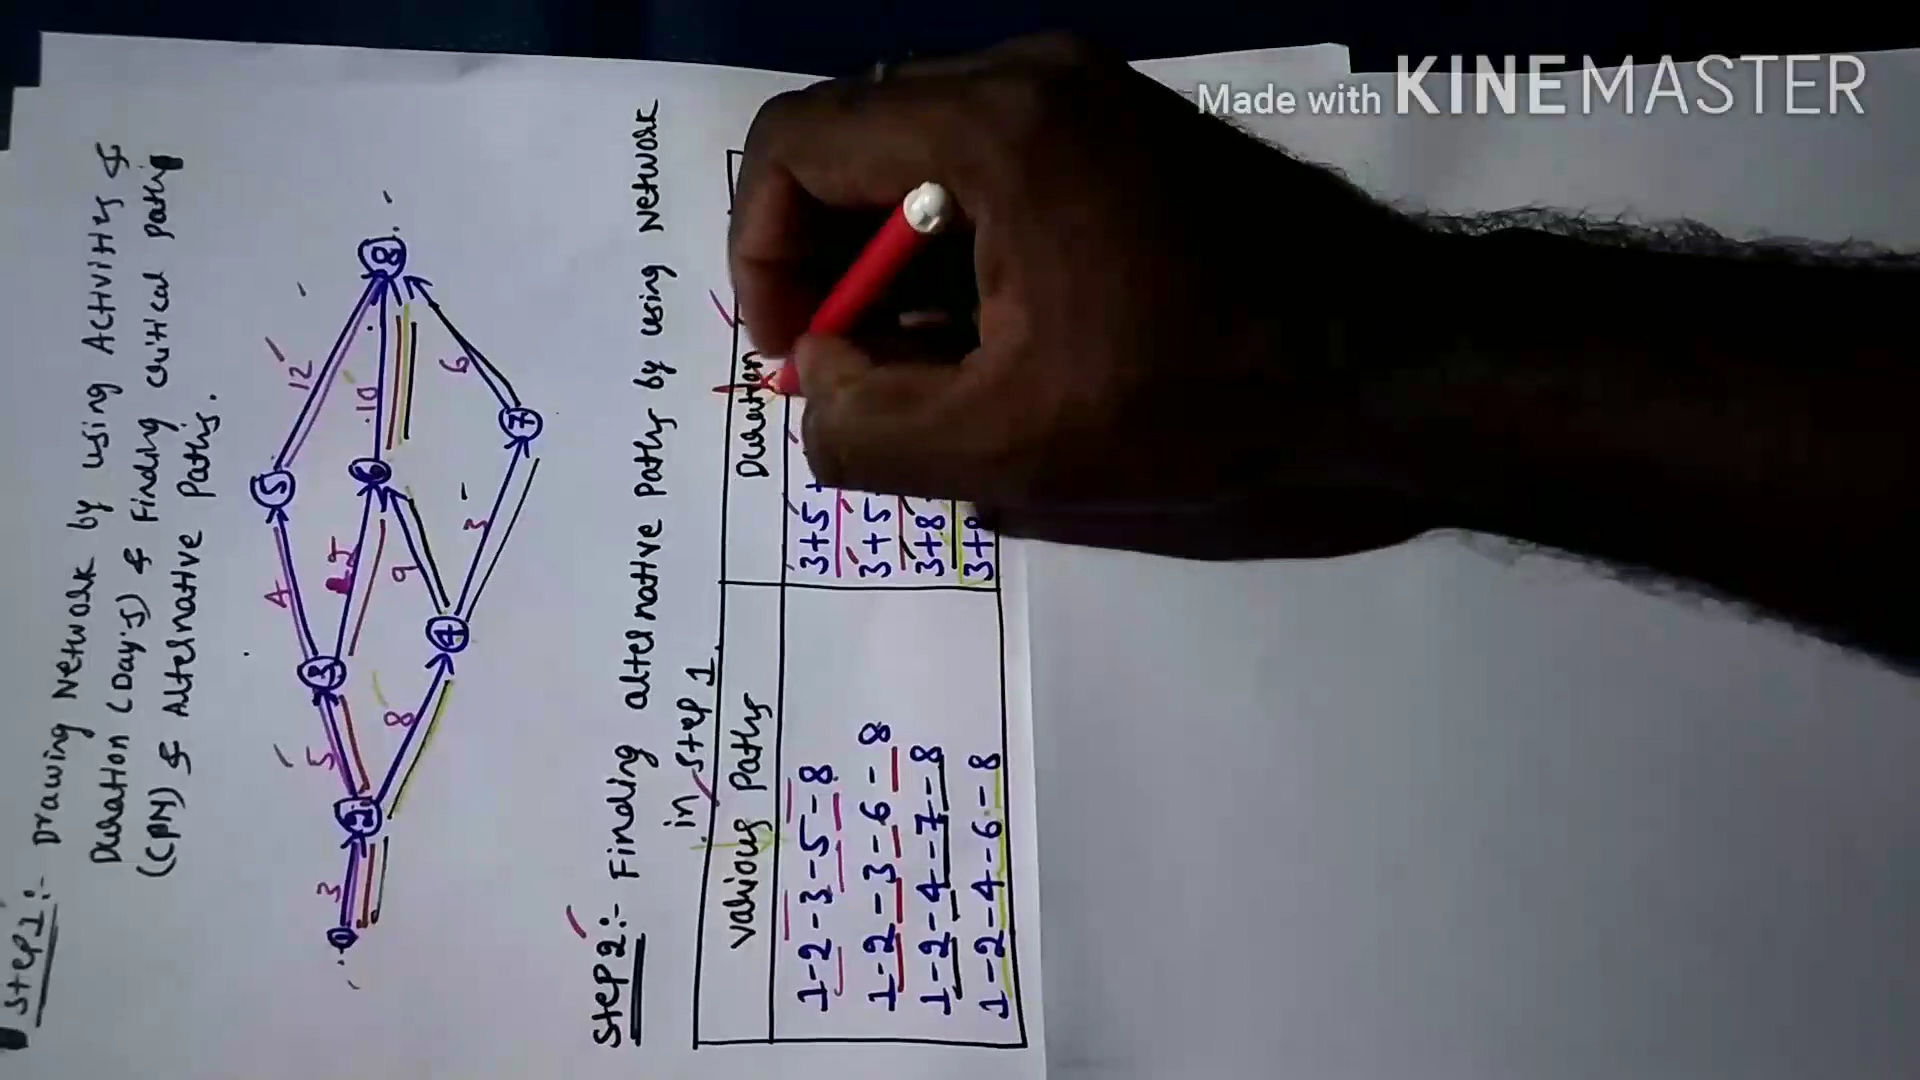 Made with KINEMASTER
Step 1:- Drawing Network by using Activity &
Duration (Day's) & Finding critical path
(CPM) & Alternative Paths.
1 2 3 4 5 6 7 8
3 5 8 4 9 3 12 10 6
Step 2:- Finding alternative Paths by using Network
in step 1.
Various Paths Duration
1-2-3-5-8 3+5+
1-2-3-6-8 3+5
1-2-4-7-8 3+8
1-2-4-6-8 3+8